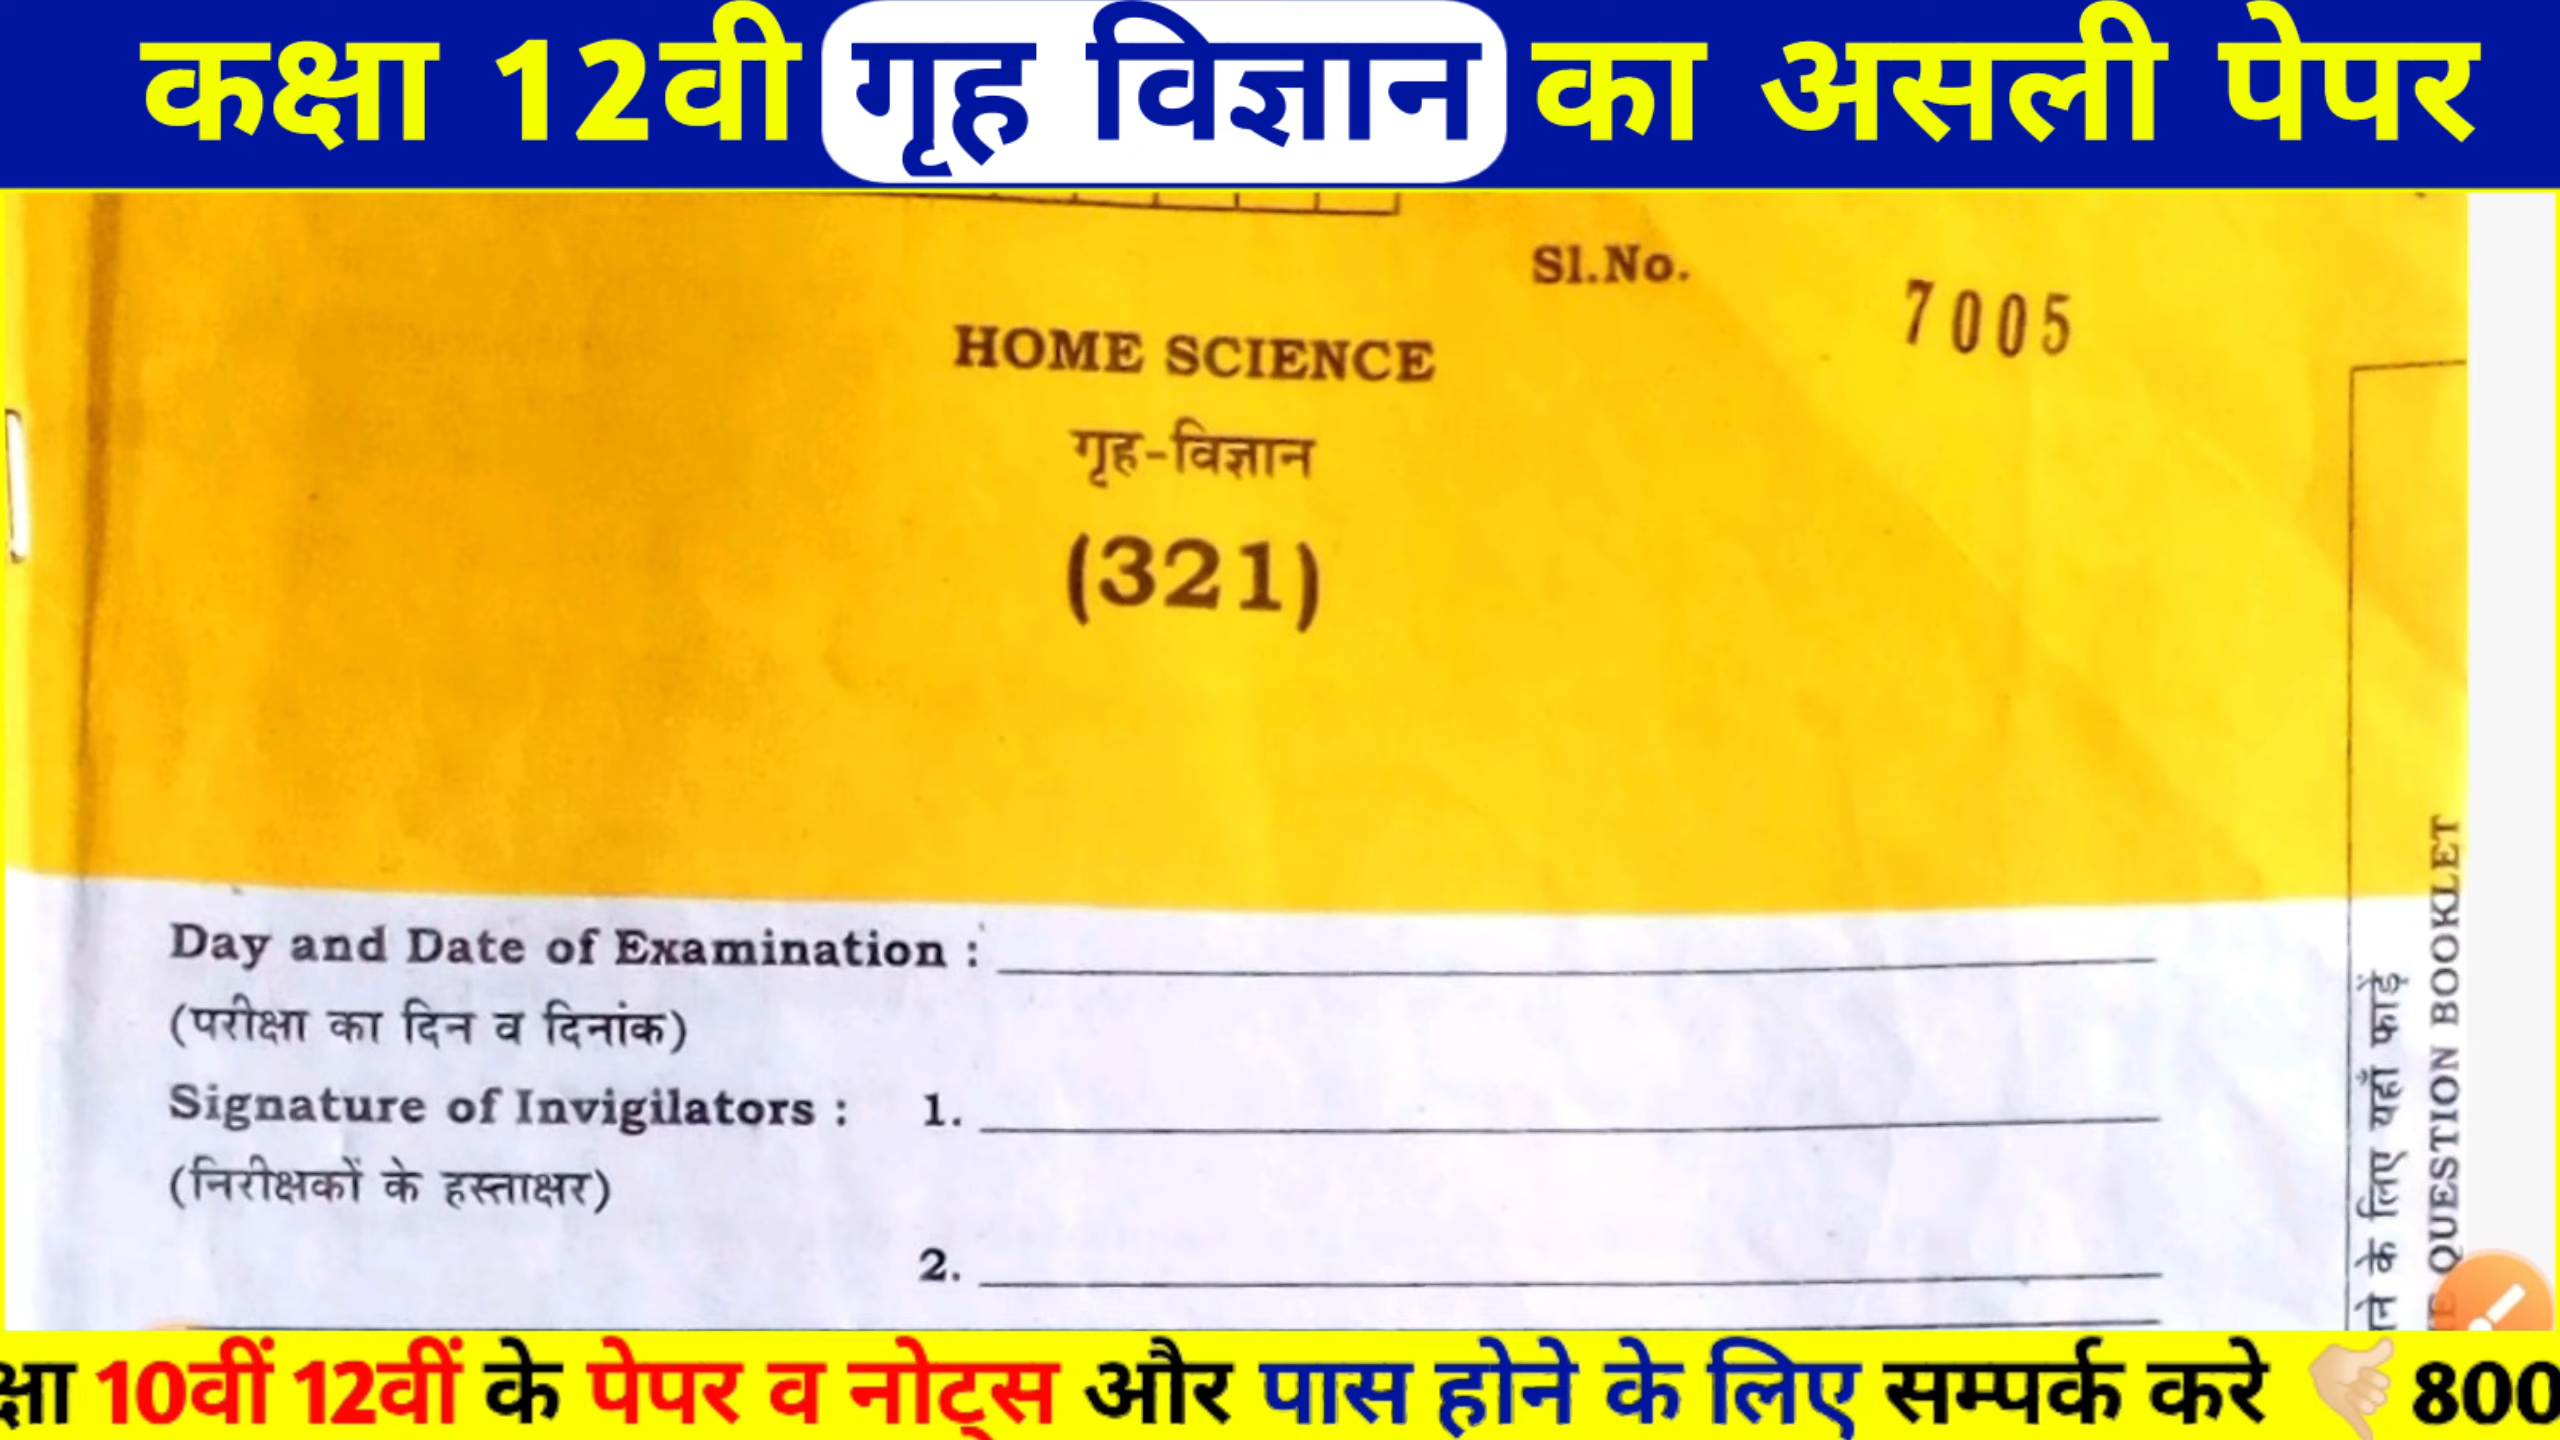 कक्षा 12वी गृह विज्ञान का असली पेपर
Sl.No.
7005
HOME SCIENCE
गृह-विज्ञान
(321)
Day and Date of Examination :
(परीक्षा का दिन व दिनांक)
Signature of Invigilators : 1.
(निरीक्षकों के हस्ताक्षर)
2.
ने के लिए यहाँ फाड़ें
QUESTION BOOKLET
क्षा 10वीं 12वीं के पेपर व नोट्स और पास होने के लिए सम्पर्क करे 800